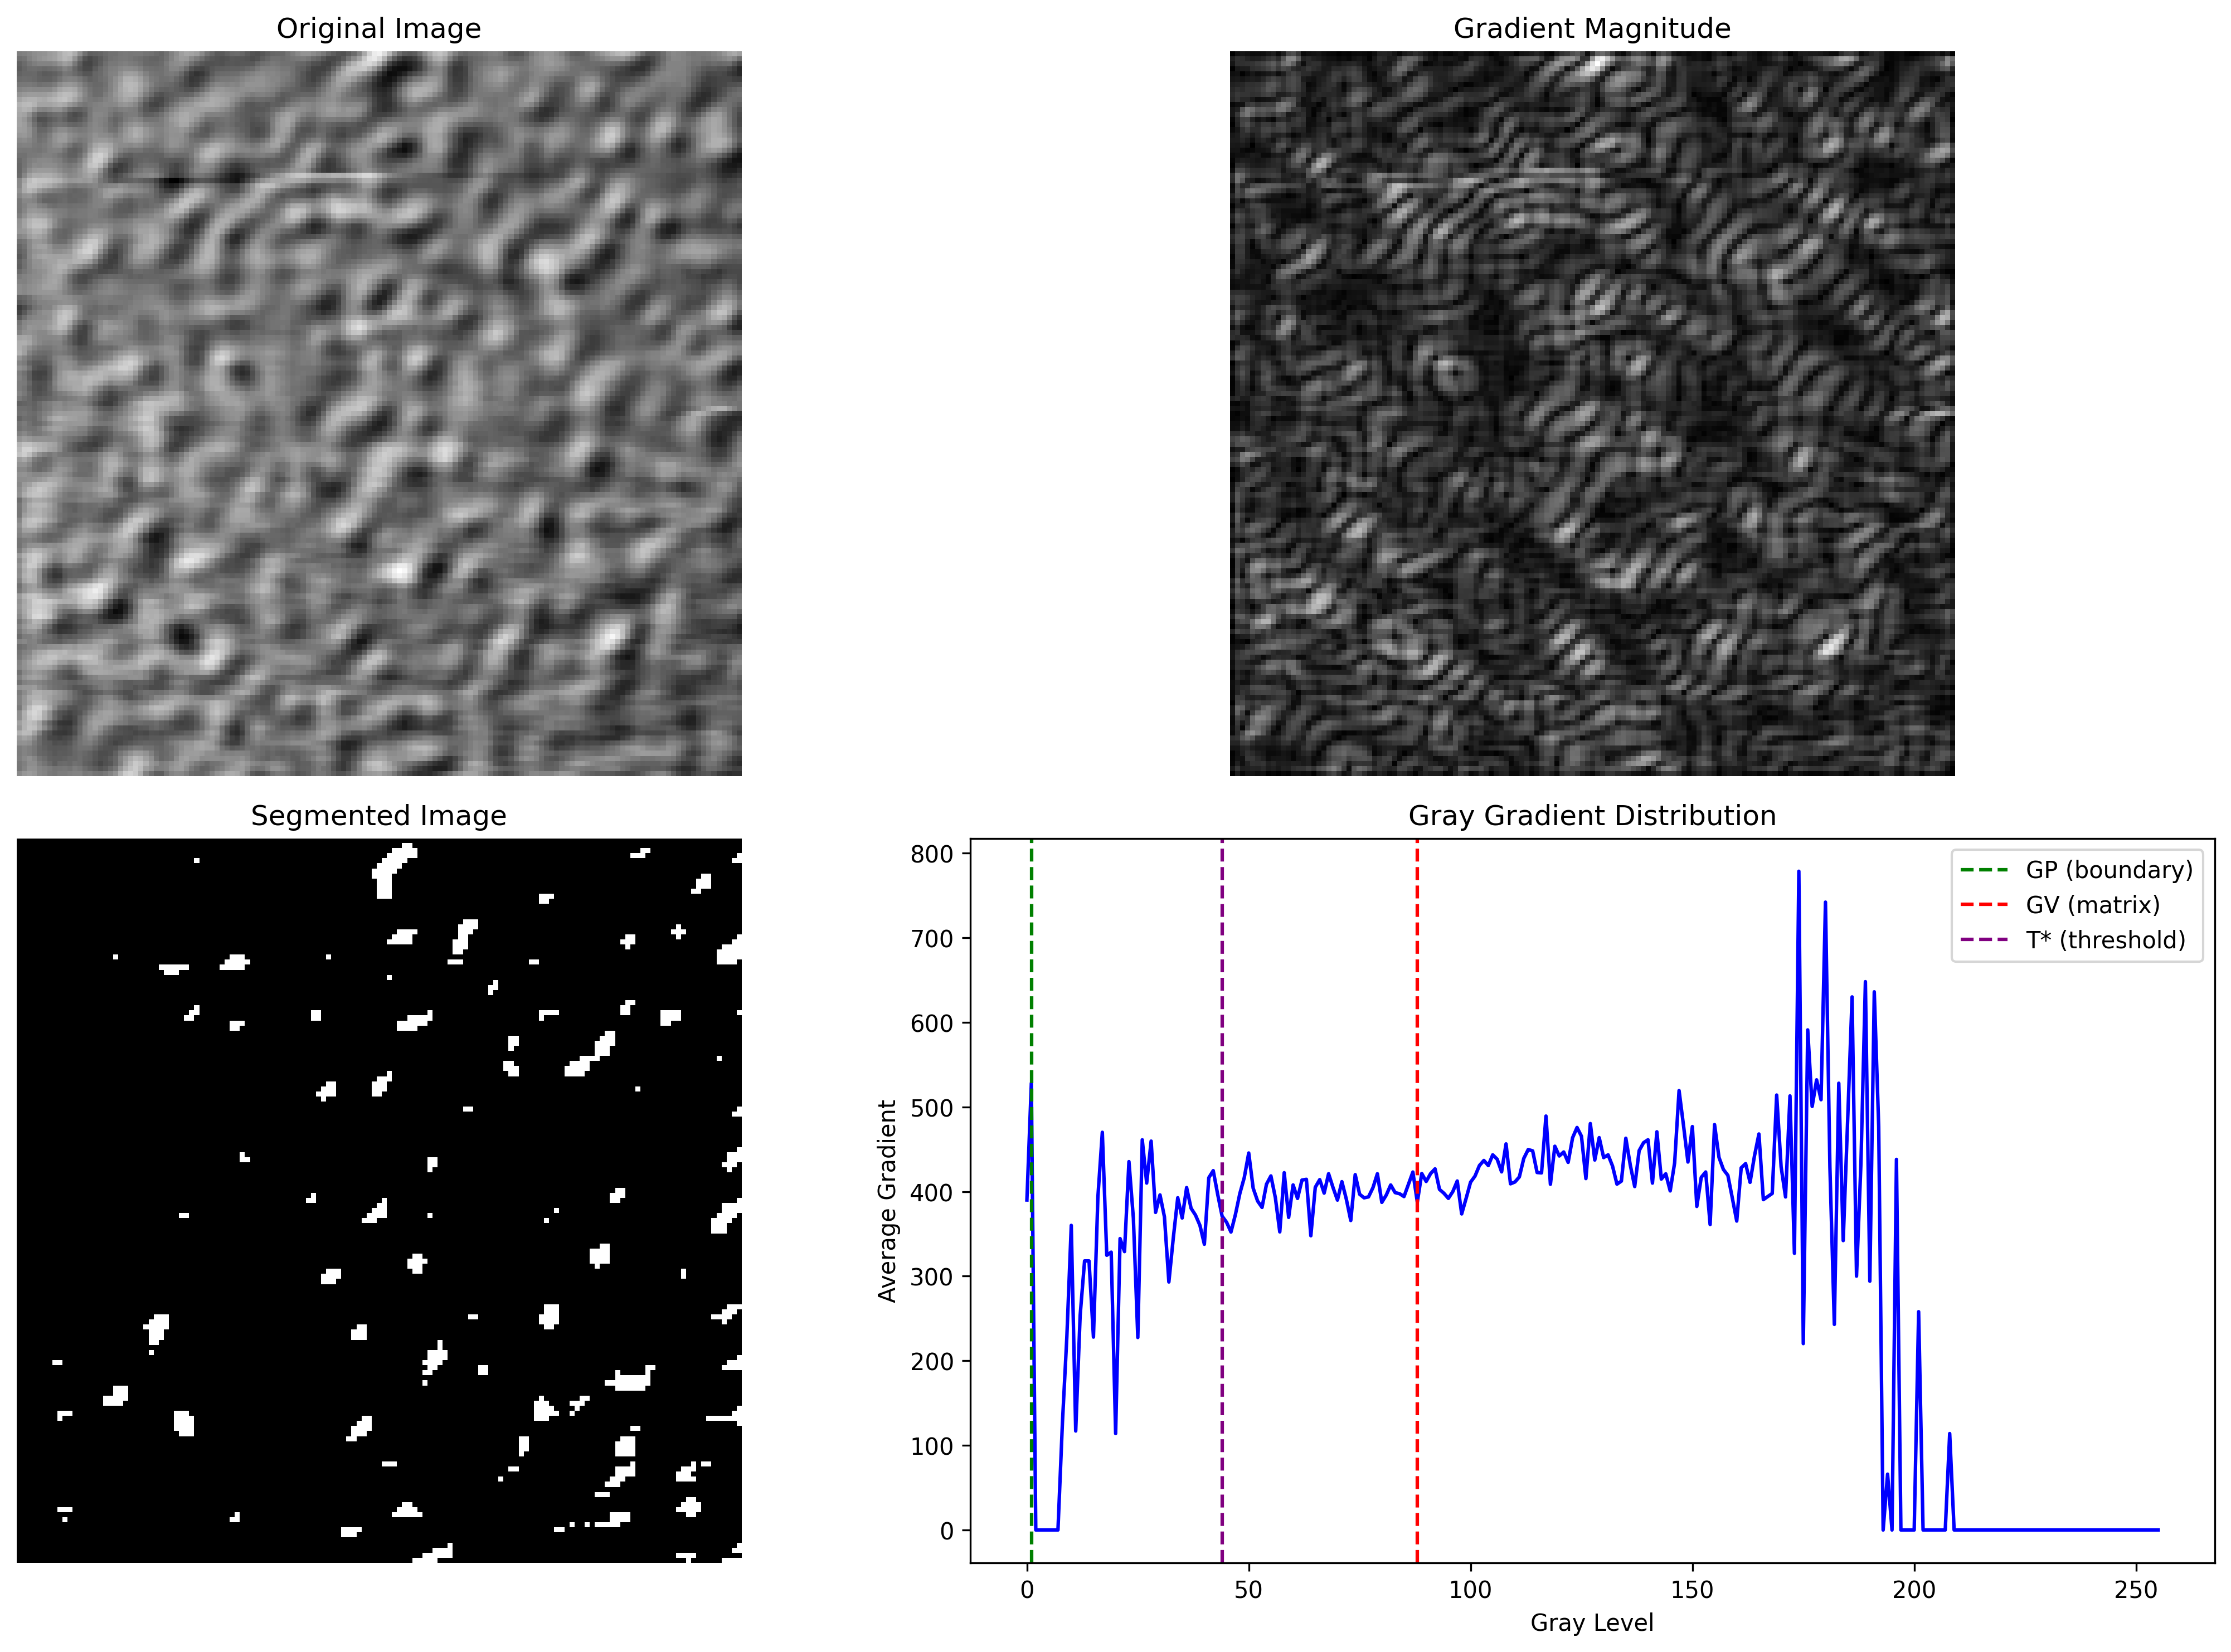 Original Image
Gradient Magnitude
Segmented Image
Gray Gradient Distribution
800
700
600
500
400
300
200
100
0
Average Gradient
GP (boundary)
GV (matrix)
T* (threshold)
0
50
100
150
200
250
Gray Level